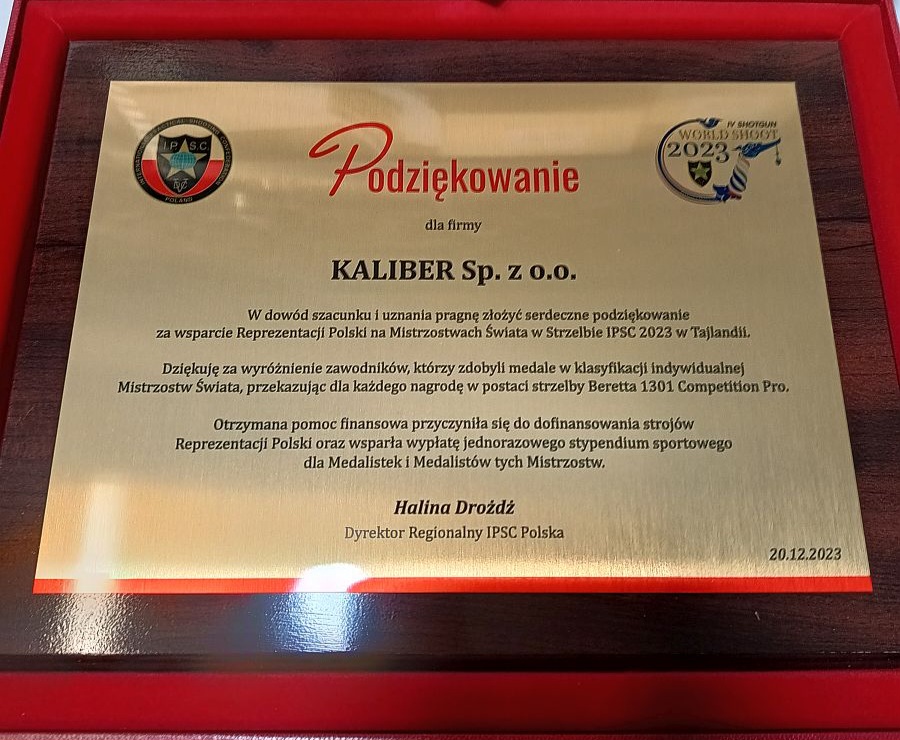 INTERNATIONAL PRACTICAL SHOOTING CONFEDERATION
I.P.S.C.
DVC
POLAND
Podziękowanie
IV SHOTGUN
WORLD SHOOT
2023
dla firmy
KALIBER Sp. z o.o.
W dowód szacunku i uznania pragnę złożyć serdeczne podziękowanie
za wsparcie Reprezentacji Polski na Mistrzostwach Świata w Strzelbie IPSC 2023 w Tajlandii.
Dziękuję za wyróżnienie zawodników, którzy zdobyli medale w klasyfikacji indywidualnej
Mistrzostw Świata, przekazując dla każdego nagrodę w postaci strzelby Beretta 1301 Competition Pro.
Otrzymana pomoc finansowa przyczyniła się do dofinansowania strojów
Reprezentacji Polski oraz wsparła wypłatę jednorazowego stypendium sportowego
dla Medalistek i Medalistów tych Mistrzostw.
Halina Drożdż
Dyrektor Regionalny IPSC Polska
20.12.2023